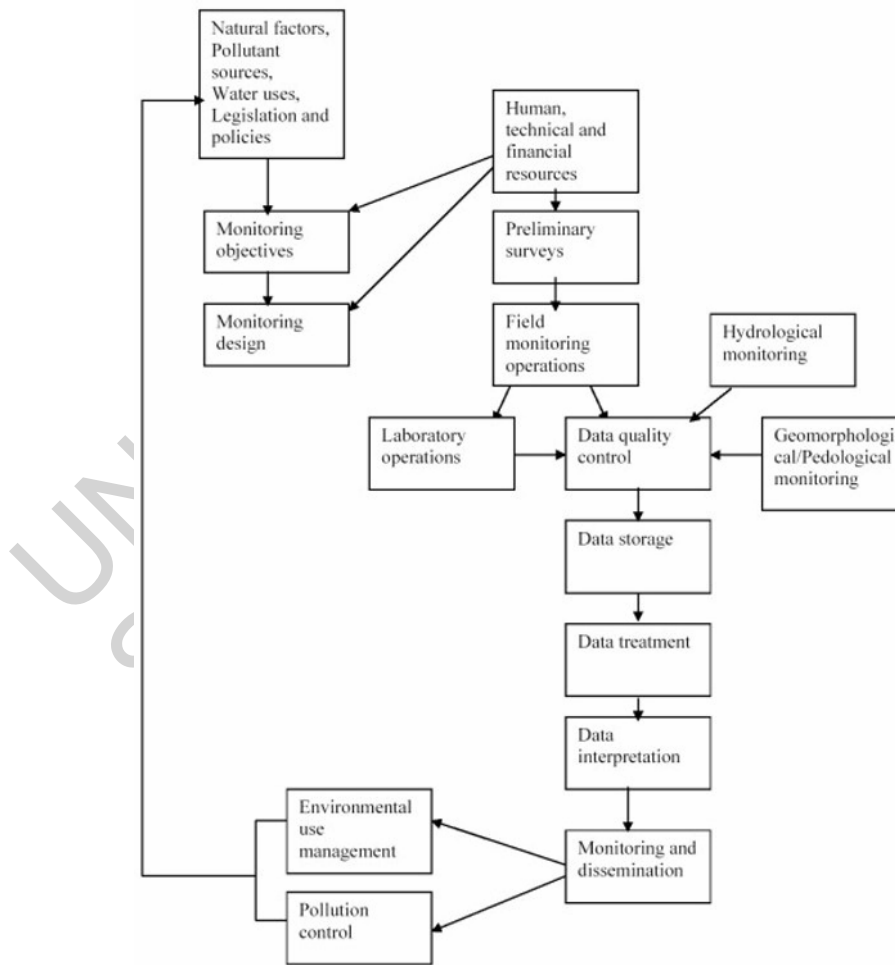 Natural factors,
Pollutant
sources,
Water uses,
Legislation and
policies
Human,
technical and
financial
resources
Monitoring
objectives
Preliminary
surveys
Monitoring
design
Field
monitoring
operations
Hydrological
monitoring
Laboratory
operations
Data quality
control
Geomorphologi
cal/Pedological
monitoring
Data storage
Data treatment
Data
interpretation
Environmental
use
management
Monitoring and
dissemination
Pollution
control
UN